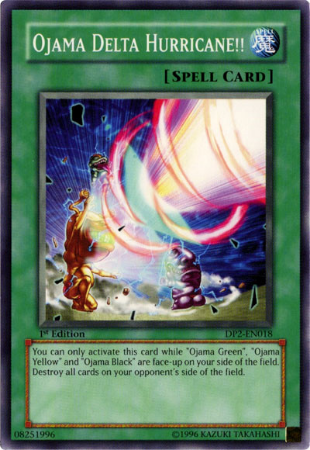 OJAMA DELTA HURRICANE!!
魔
[SPELL CARD]
1st Edition
DP2-EN018
You can only activate this card while "Ojama Green", "Ojama
Yellow" and "Ojama Black" are face-up on your side of the field.
Destroy all cards on your opponent's side of the field.
08251996
©1996 KAZUKI TAKAHASHI